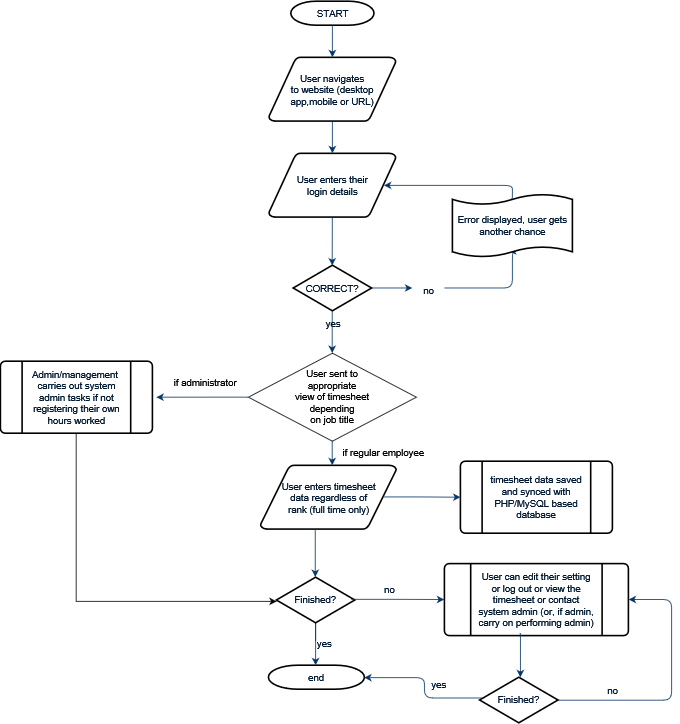 START
User navigates
to website (desktop
app,mobile or URL)
User enters their
login details
Error displayed, user gets
another chance
CORRECT?
no
yes
User sent to
appropriate
view of timesheet
depending
on job title
if administrator
Admin/management
carries out system
admin tasks if not
registering their own
hours worked
if regular employee
User enters timesheet
data regardless of
rank (full time only)
timesheet data saved
and synced with
PHP/MySQL based
database
Finished?
no
User can edit their setting
or log out or view the
timesheet or contact
system admin (or, if admin,
carry on performing admin)
yes
end
yes
Finished?
no